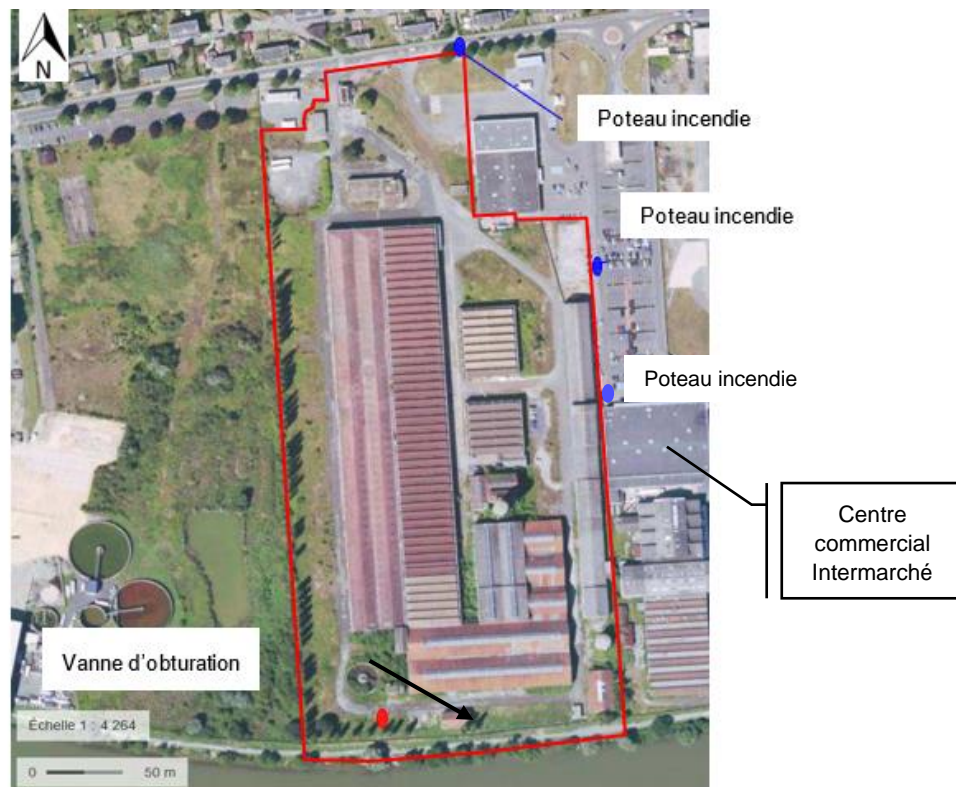 N
Poteau incendie
Poteau incendie
Poteau incendie
Centre
commercial
Intermarché
Vanne d'obturation
Échelle 1 : 4 264
0 50 m